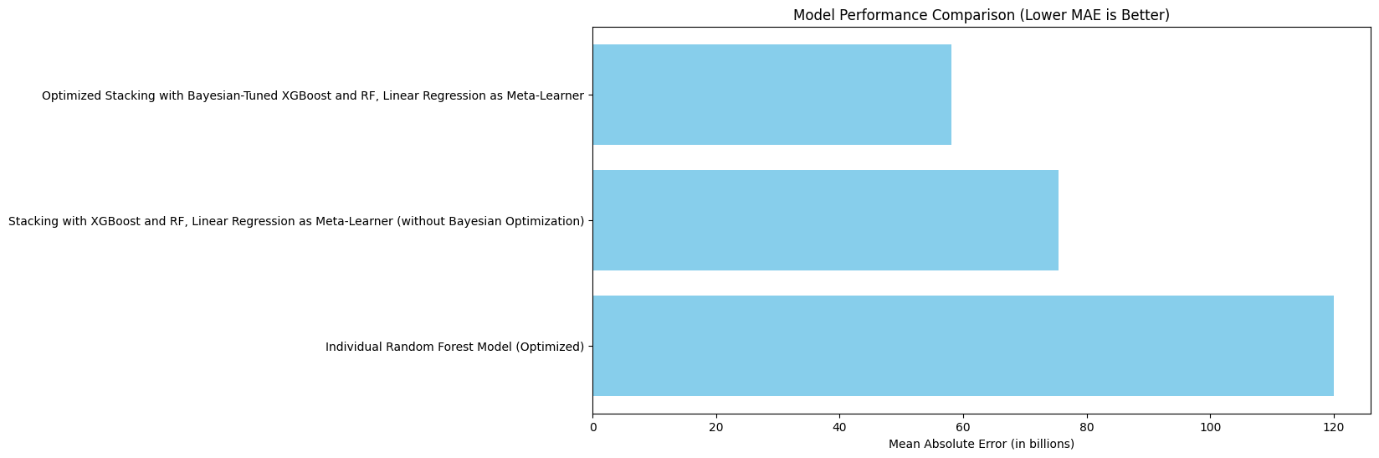 Model Performance Comparison (Lower MAE is Better)
Optimized Stacking with Bayesian-Tuned XGBoost and RF, Linear Regression as Meta-Learner
Stacking with XGBoost and RF, Linear Regression as Meta-Learner (without Bayesian Optimization)
Individual Random Forest Model (Optimized)
0 20 40 60 80 100 120
Mean Absolute Error (in billions)